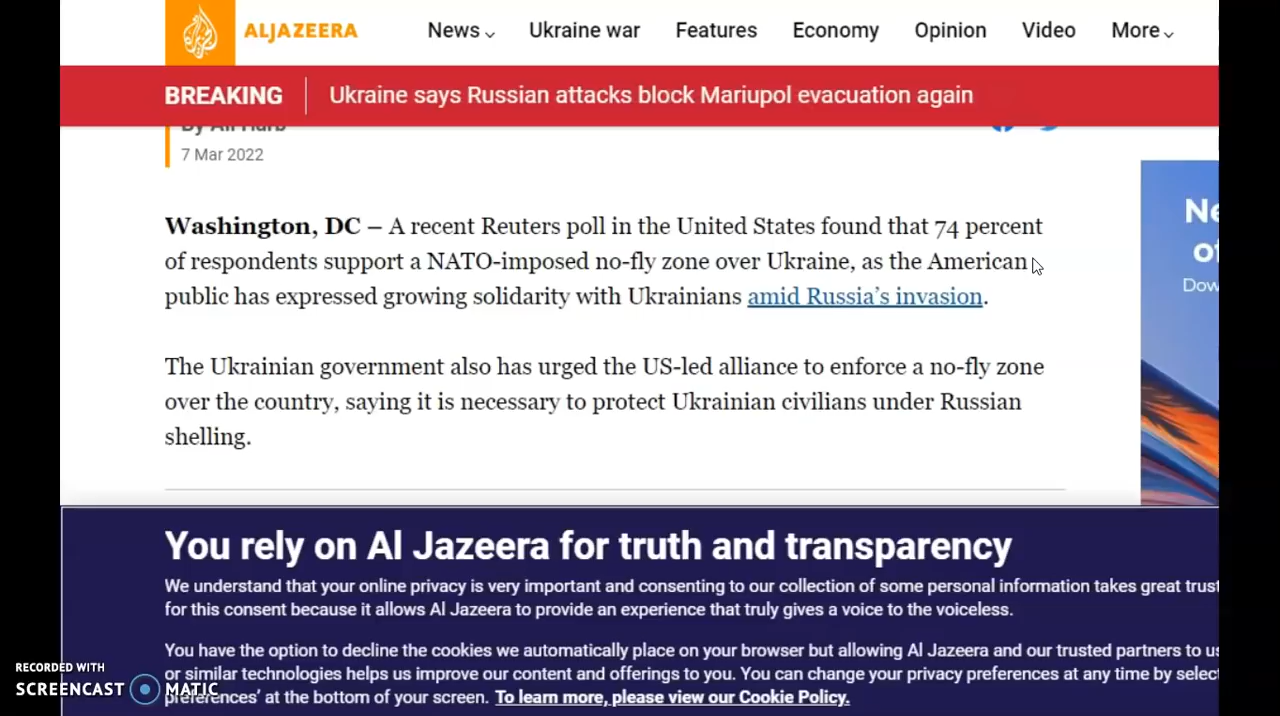 ALJAZEERA News Ukraine war Features Economy Opinion Video More
BREAKING Ukraine says Russian attacks block Mariupol evacuation again
By Ali Harb
7 Mar 2022
Washington, DC – A recent Reuters poll in the United States found that 74 percent
of respondents support a NATO-imposed no-fly zone over Ukraine, as the American
public has expressed growing solidarity with Ukrainians amid Russia's invasion.
The Ukrainian government also has urged the US-led alliance to enforce a no-fly zone
over the country, saying it is necessary to protect Ukrainian civilians under Russian
shelling.
Ne
of
Dow
You rely on Al Jazeera for truth and transparency
We understand that your online privacy is very important and consenting to our collection of some personal information takes great trust
for this consent because it allows Al Jazeera to provide an experience that truly gives a voice to the voiceless.
You have the option to decline the cookies we automatically place on your browser but allowing Al Jazeera and our trusted partners to us
or similar technologies helps us improve our content and offerings to you. You can change your privacy preferences at any time by select
preferences' at the bottom of your screen. To learn more, please view our Cookie Policy.
RECORDED WITH
SCREENCAST MATIC